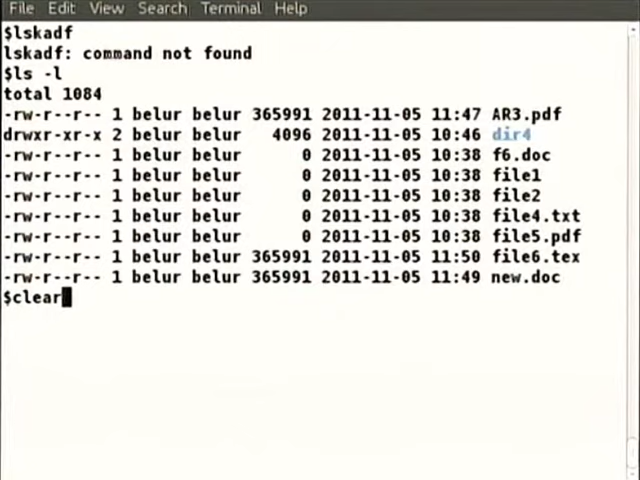 File Edit View Search Terminal Help
$lskadf
lskadf: command not found
$ls -l
total 1084
-rw-r--r-- 1 belur belur 365991 2011-11-05 11:47 AR3.pdf
drwxr-xr-x 2 belur belur 4096 2011-11-05 10:46 dir4
-rw-r--r-- 1 belur belur 0 2011-11-05 10:38 f6.doc
-rw-r--r-- 1 belur belur 0 2011-11-05 10:38 file1
-rw-r--r-- 1 belur belur 0 2011-11-05 10:38 file2
-rw-r--r-- 1 belur belur 0 2011-11-05 10:38 file4.txt
-rw-r--r-- 1 belur belur 0 2011-11-05 10:38 file5.pdf
-rw-r--r-- 1 belur belur 365991 2011-11-05 11:50 file6.tex
-rw-r--r-- 1 belur belur 365991 2011-11-05 11:49 new.doc
$clear